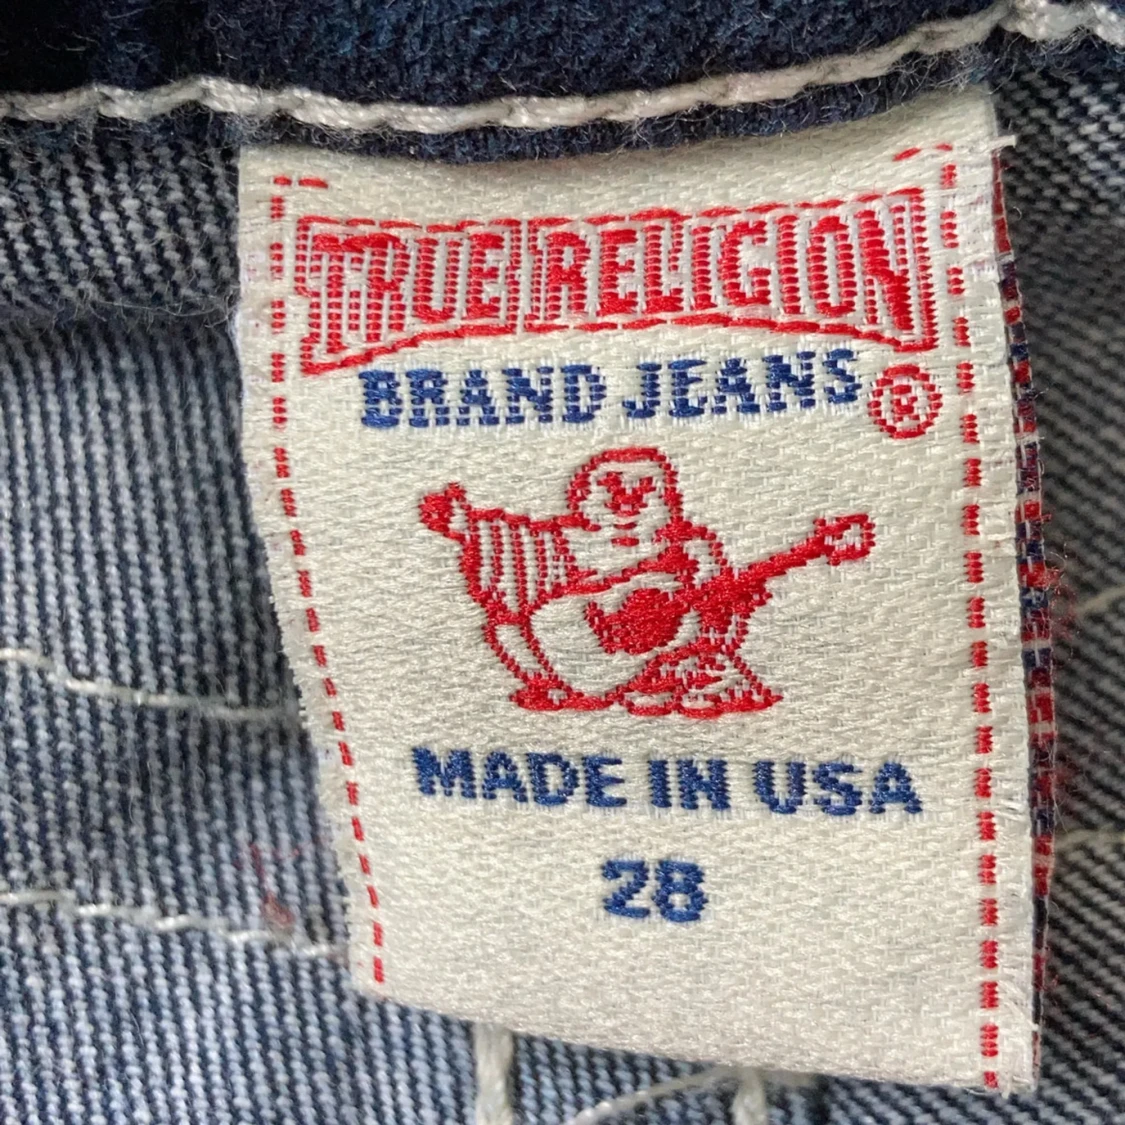 TRUE RELIGION
BRAND JEANS ®
MADE IN USA
28